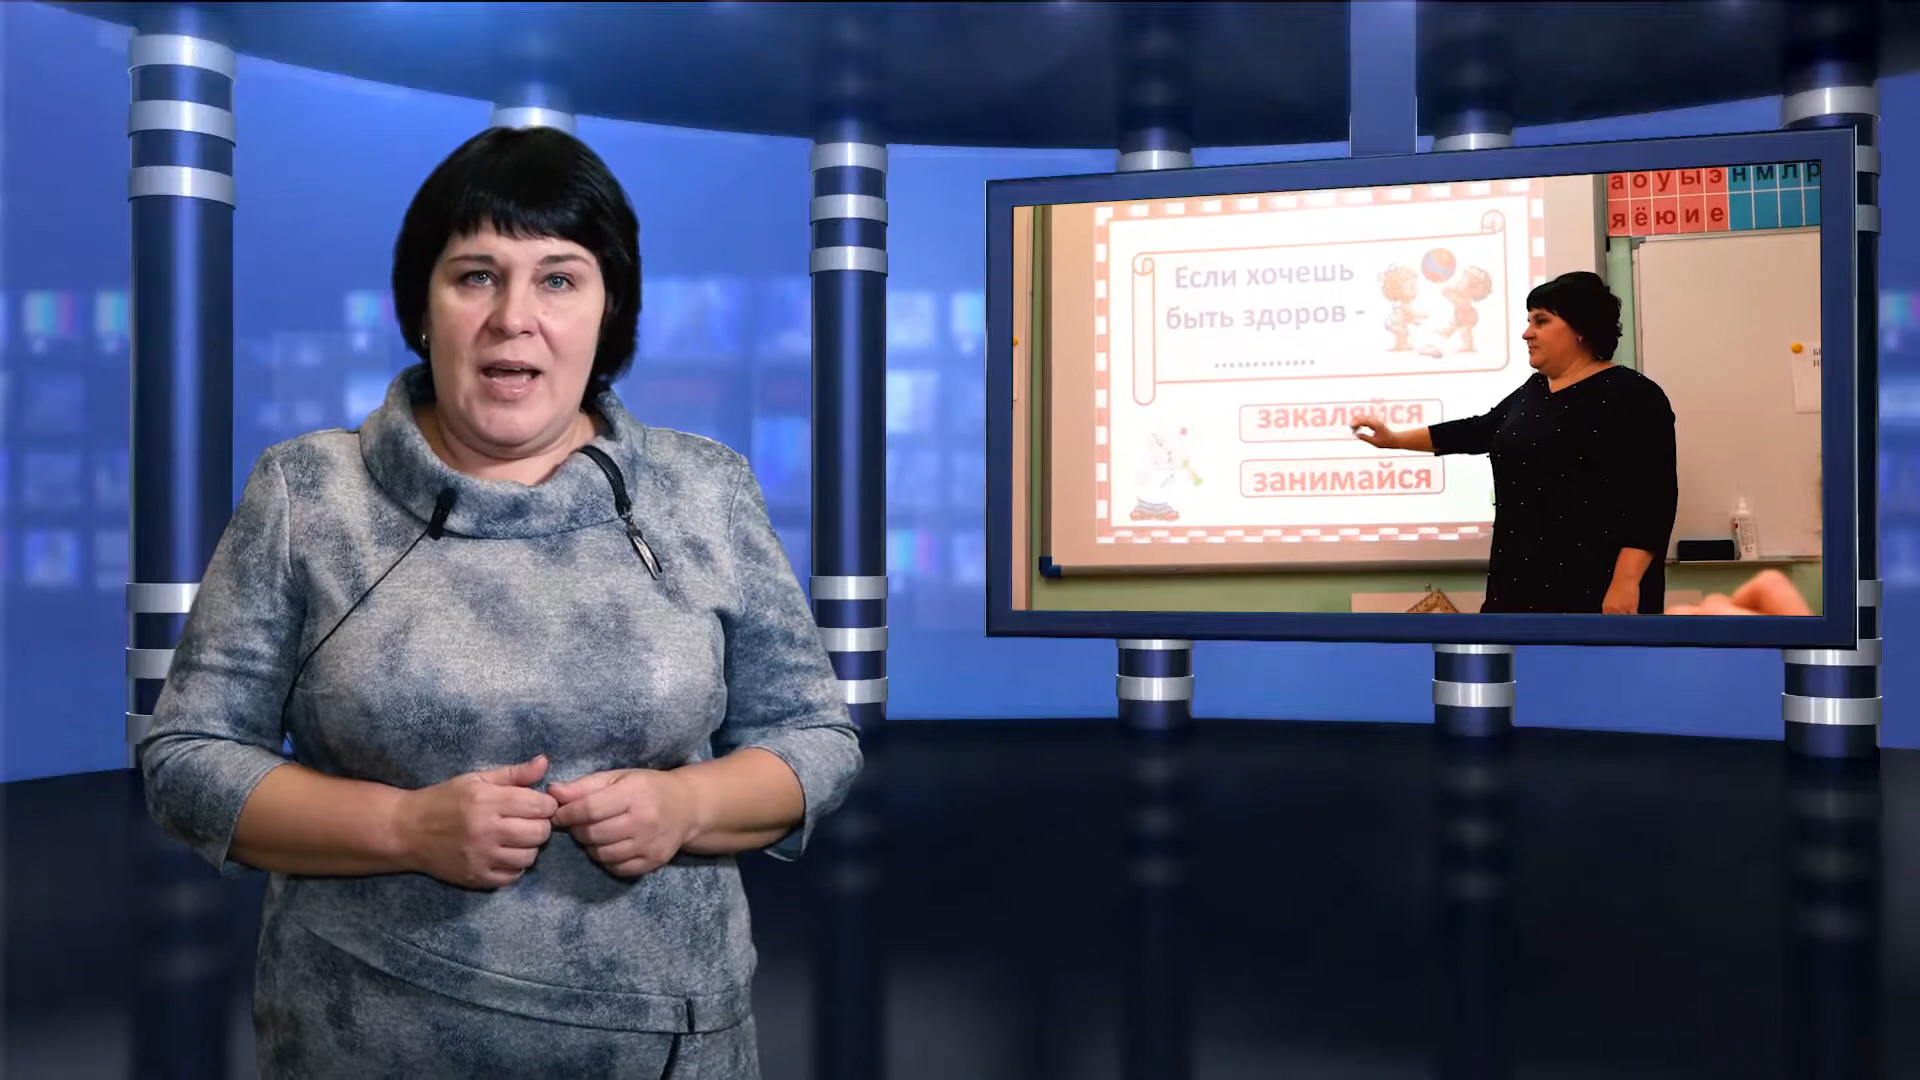 Если хочешь
быть здоров -
.............
закаляйся
занимайся
а о у ы э н м л р
я ё ю и е